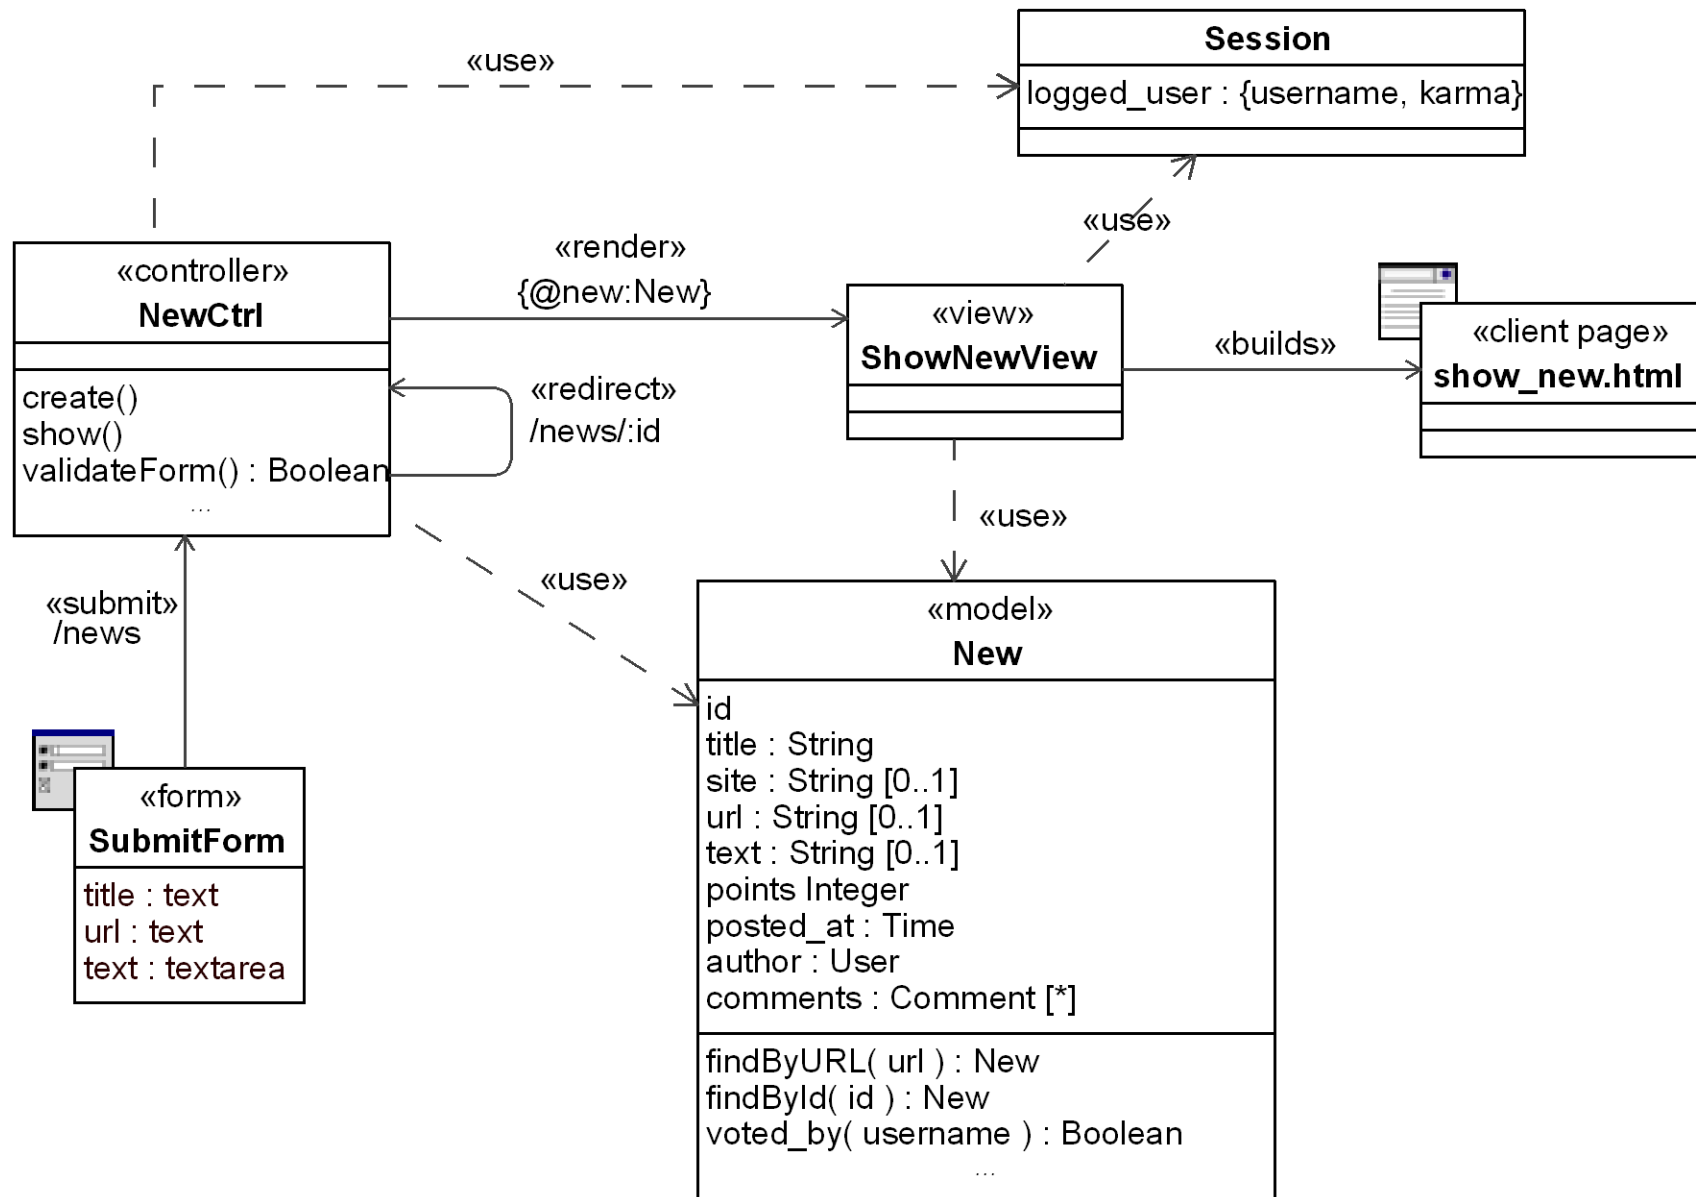 «use»
Session
logged_user : {username, karma}
«use»
«controller»
NewCtrl
create()
show()
validateForm() : Boolean
...
«render»
{@new:New}
«redirect»
/news/:id
«view»
ShowNewView
«builds»
«client page»
show_new.html
«use»
«use»
«submit»
/news
«form»
SubmitForm
title : text
url : text
text : textarea
«model»
New
id
title : String
site : String [0..1]
url : String [0..1]
text : String [0..1]
points Integer
posted_at : Time
author : User
comments : Comment [*]
findByURL( url ) : New
findById( id ) : New
voted_by( username ) : Boolean
...